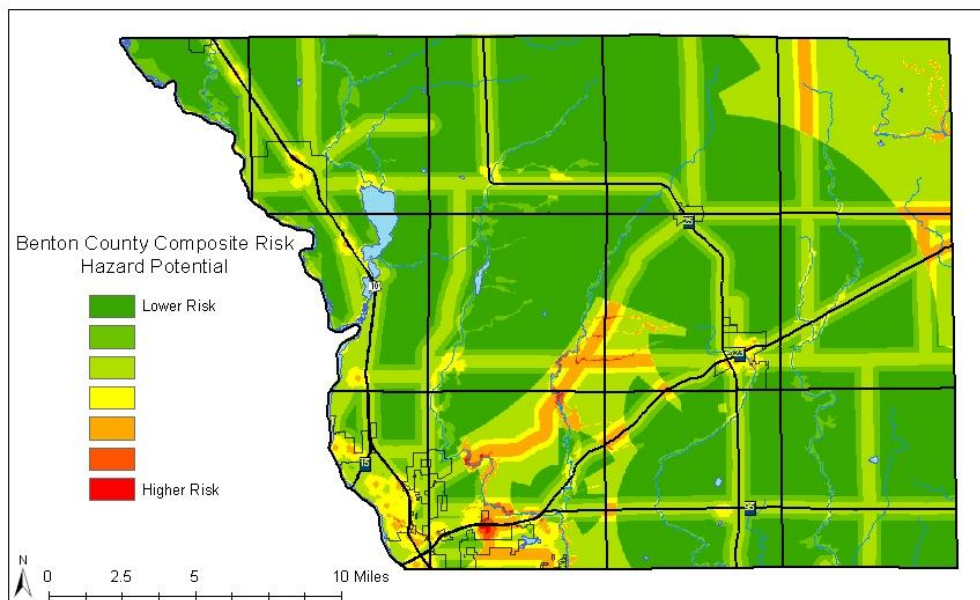 25
Benton County Composite Risk
Hazard Potential
10
Lower Risk
Higher Risk
15
95
N
0 2.5 5 10 Miles